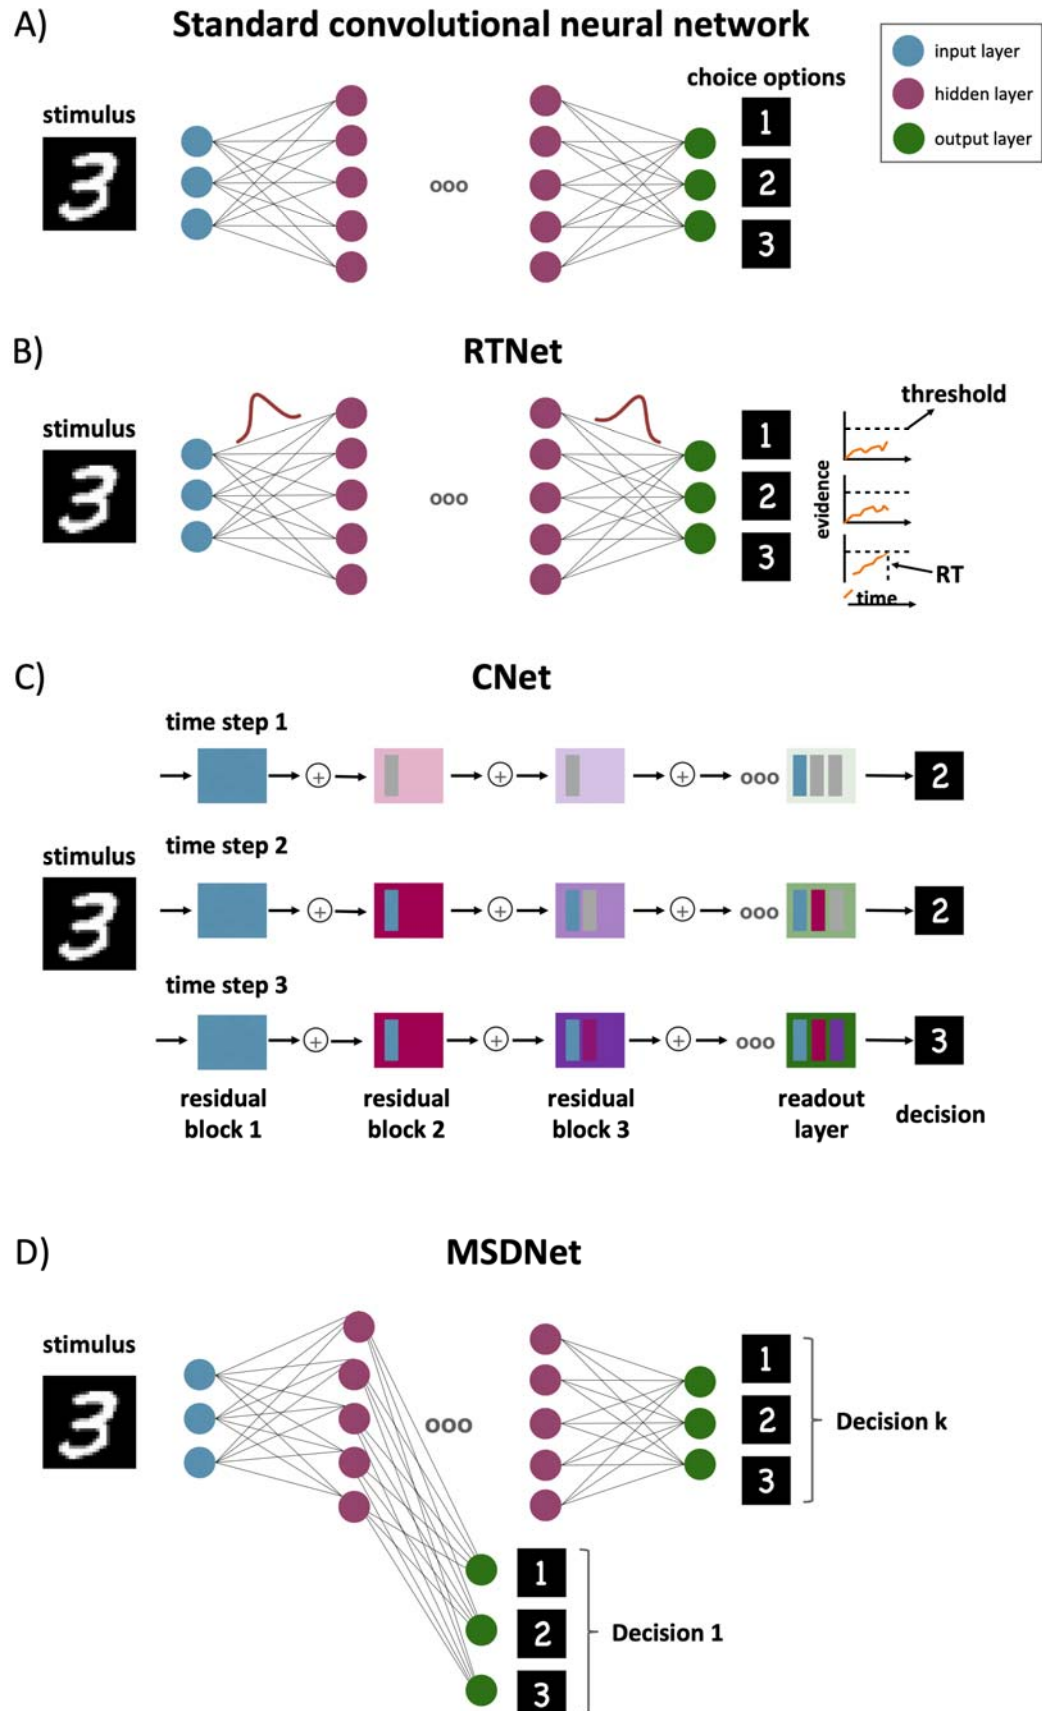 A)
Standard convolutional neural network
input layer
hidden layer
output layer
choice options
stimulus
3
ooo
1
2
3
B)
RTNet
stimulus
3
ooo
1
2
3
threshold
evidence
RT
time
C)
CNet
time step 1
ooo
2
time step 2
stimulus
3
ooo
2
time step 3
ooo
3
residual
block 1
residual
block 2
residual
block 3
readout
layer
decision
D)
MSDNet
stimulus
3
ooo
1
2
3
Decision k
1
2
3
Decision 1